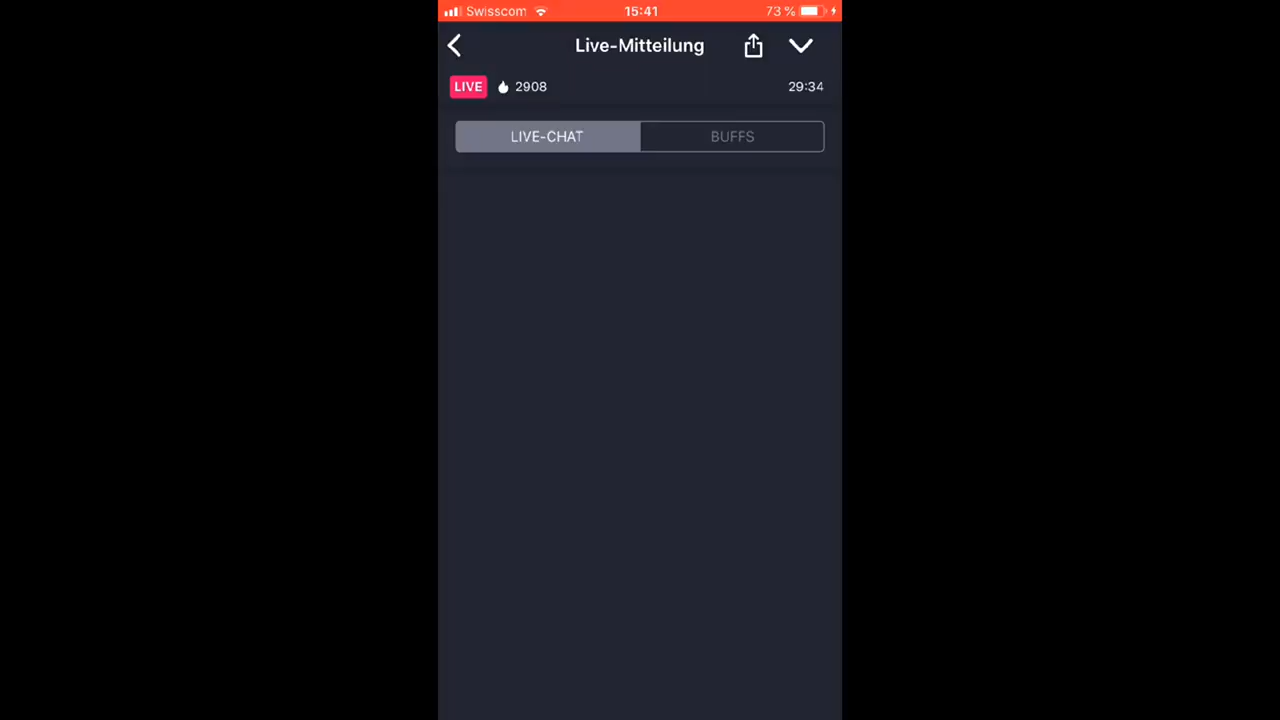 Swisscom 15:41 73 %
Live-Mitteilung
LIVE 2908 29:34
LIVE-CHAT BUFFS